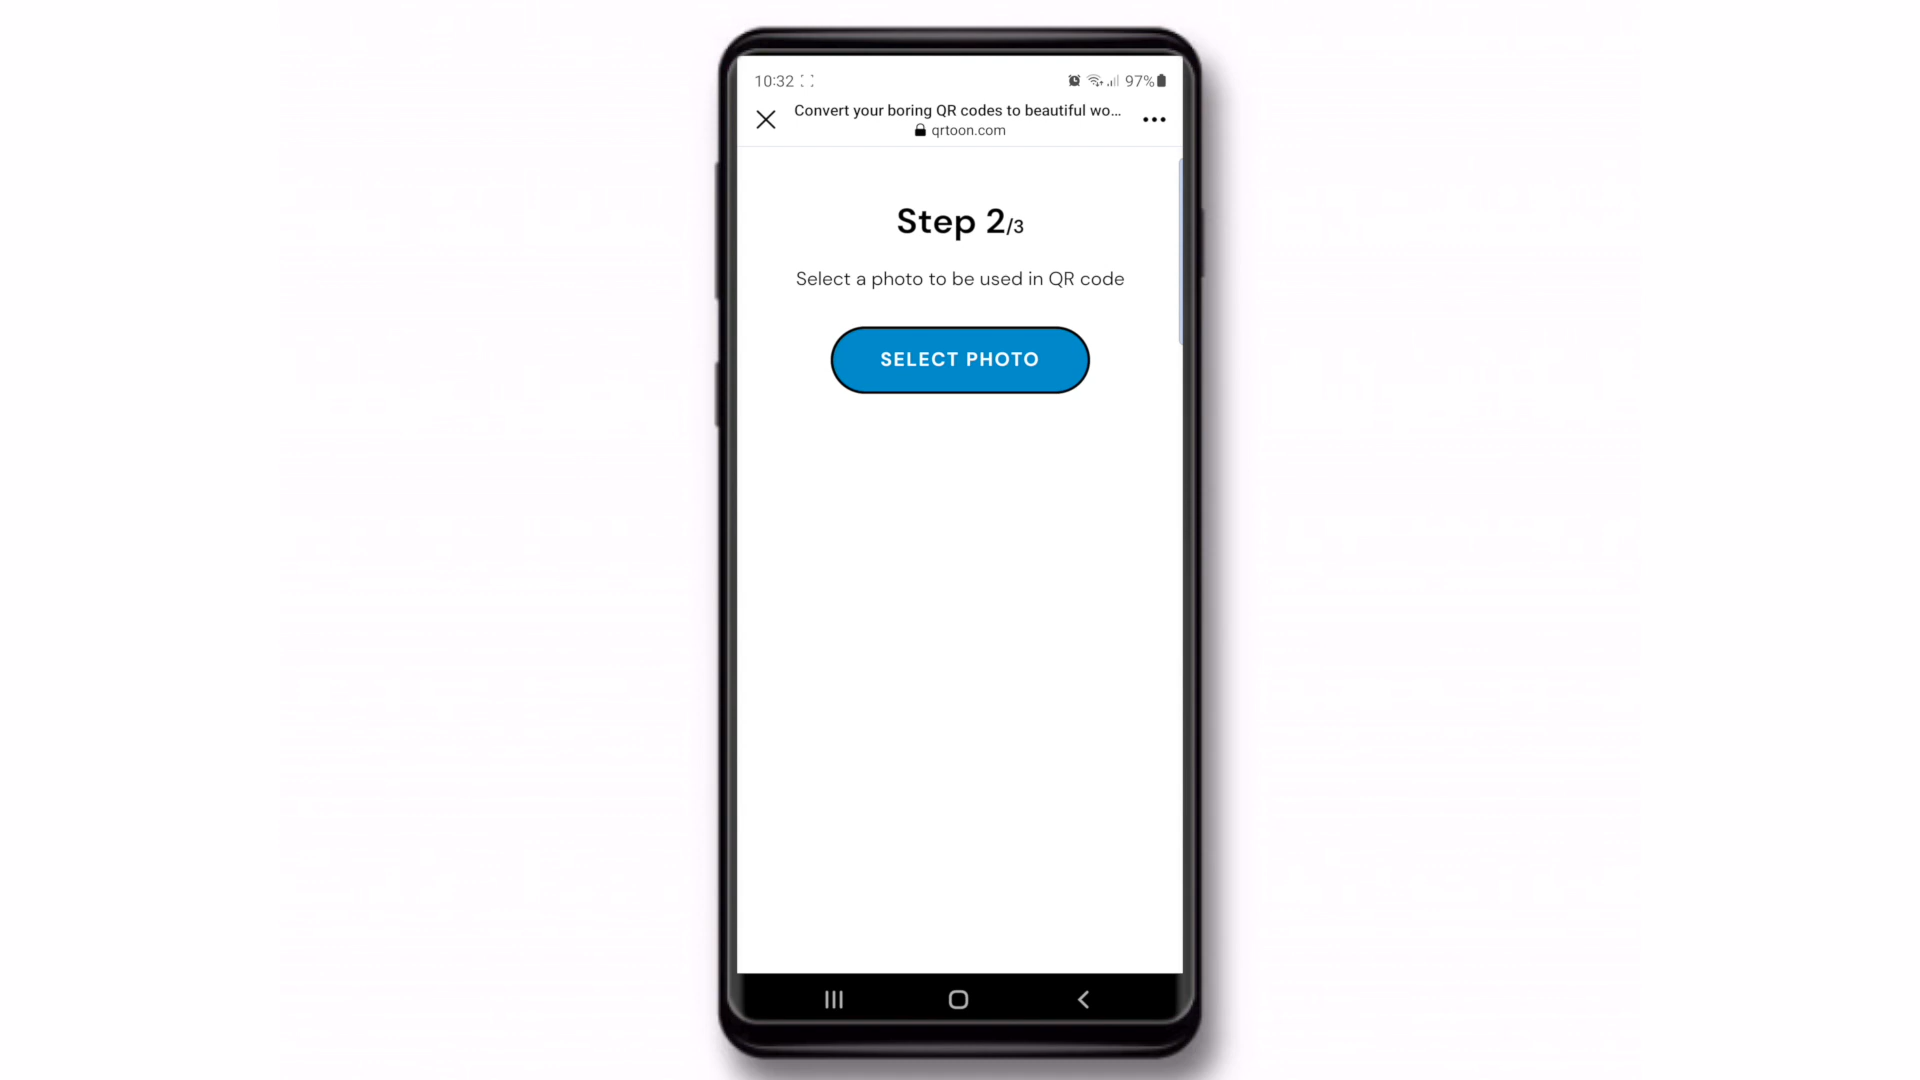 10:32 97%
Convert your boring QR codes to beautiful wo...
qrtoon.com
Step 2/3
Select a photo to be used in QR code
SELECT PHOTO